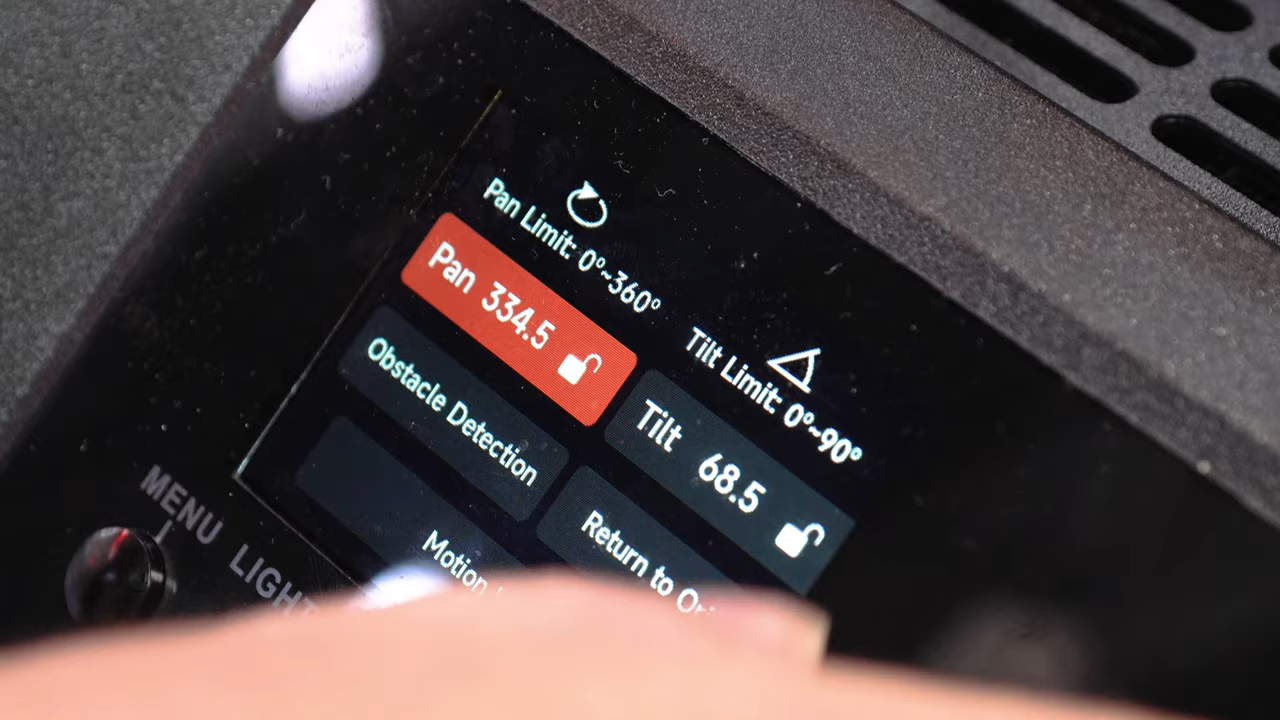 Pan Limit: 0°~360°
Tilt Limit: 0°~90°
Pan 334.5
Tilt 68.5
Obstacle Detection
Return to
Motion
MENU
LIGHT